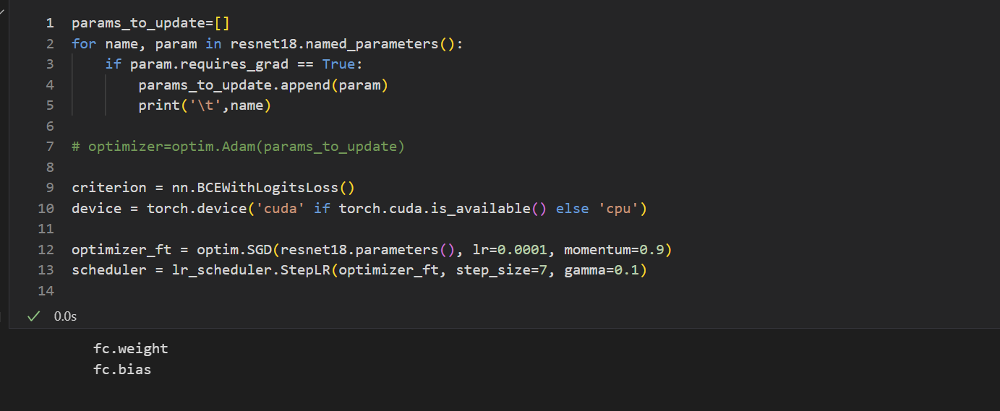 1 params_to_update=[]
2 for name, param in resnet18.named_parameters():
3     if param.requires_grad == True:
4         params_to_update.append(param)
5         print('\t',name)
6
7 # optimizer=optim.Adam(params_to_update)
8
9 criterion = nn.BCEWithLogitsLoss()
10 device = torch.device('cuda' if torch.cuda.is_available() else 'cpu')
11
12 optimizer_ft = optim.SGD(resnet18.parameters(), lr=0.0001, momentum=0.9)
13 scheduler = lr_scheduler.StepLR(optimizer_ft, step_size=7, gamma=0.1)
14
✓ 0.0s
fc.weight
fc.bias